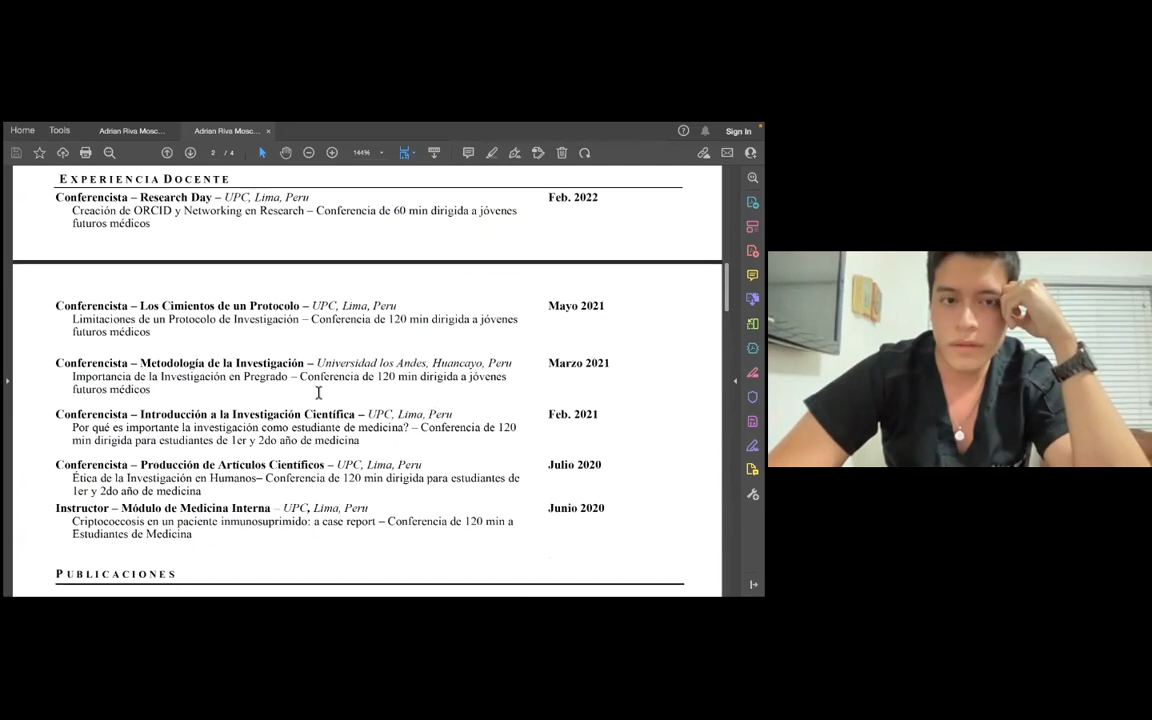 Home Tools Adrian Riva Mosc... Adrian Riva Mosc... × Sign In
2 / 4 144%
EXPERIENCIA DOCENTE
Conferencista – Research Day – UPC, Lima, Peru Feb. 2022
Creación de ORCID y Networking en Research – Conferencia de 60 min dirigida a jóvenes
futuros médicos
Conferencista – Los Cimientos de un Protocolo – UPC, Lima, Peru Mayo 2021
Limitaciones de un Protocolo de Investigación – Conferencia de 120 min dirigida a jóvenes
futuros médicos
Conferencista – Metodología de la Investigación – Universidad los Andes, Huancayo, Peru Marzo 2021
Importancia de la Investigación en Pregrado – Conferencia de 120 min dirigida a jóvenes
futuros médicos
Conferencista – Introducción a la Investigación Científica – UPC, Lima, Peru Feb. 2021
Por qué es importante la investigación como estudiante de medicina? – Conferencia de 120
min dirigida para estudiantes de 1er y 2do año de medicina
Conferencista – Producción de Artículos Científicos – UPC, Lima, Peru Julio 2020
Ética de la Investigación en Humanos– Conferencia de 120 min dirigida para estudiantes de
1er y 2do año de medicina
Instructor – Módulo de Medicina Interna – UPC, Lima, Peru Junio 2020
Criptococcosis en un paciente inmunosuprimido: a case report – Conferencia de 120 min a
Estudiantes de Medicina
PUBLICACIONES